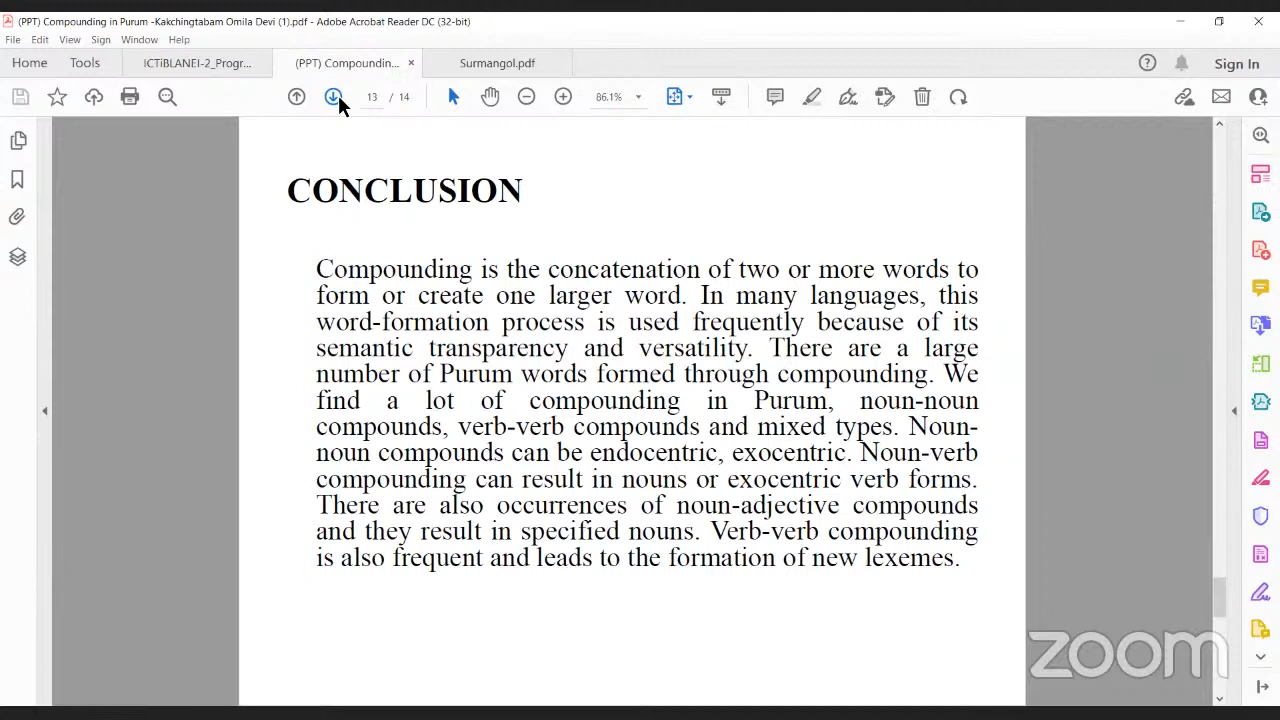 (PPT) Compounding in Purum -Kakchingtabam Omila Devi (1).pdf - Adobe Acrobat Reader DC (32-bit)
File Edit View Sign Window Help
Home Tools ICTiBLANEI-2_Progr... (PPT) Compoundin... × Surmangol.pdf Sign In
13 / 14 86.1%
CONCLUSION
Compounding is the concatenation of two or more words to
form or create one larger word. In many languages, this
word-formation process is used frequently because of its
semantic transparency and versatility. There are a large
number of Purum words formed through compounding. We
find a lot of compounding in Purum, noun-noun
compounds, verb-verb compounds and mixed types. Noun-
noun compounds can be endocentric, exocentric. Noun-verb
compounding can result in nouns or exocentric verb forms.
There are also occurrences of noun-adjective compounds
and they result in specified nouns. Verb-verb compounding
is also frequent and leads to the formation of new lexemes.
zoom